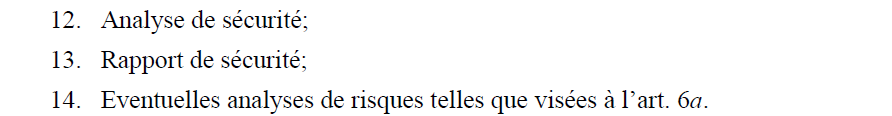 12. Analyse de sécurité;
13. Rapport de sécurité;
14. Eventuelles analyses de risques telles que visées à l’art. 6a.